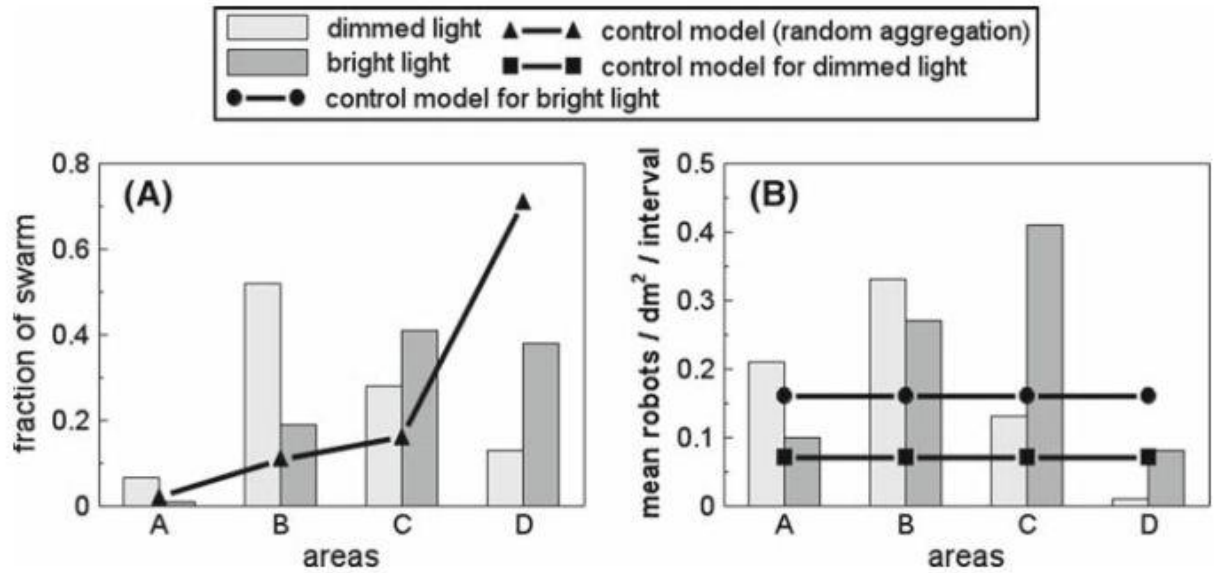 dimmed light
control model (random aggregation)
bright light
control model for dimmed light
control model for bright light
(A)
fraction of swarm
0.8
0.6
0.4
0.2
0
A B C D
areas
(B)
mean robots / dm² / interval
0.5
0.4
0.3
0.2
0.1
0
A B C D
areas